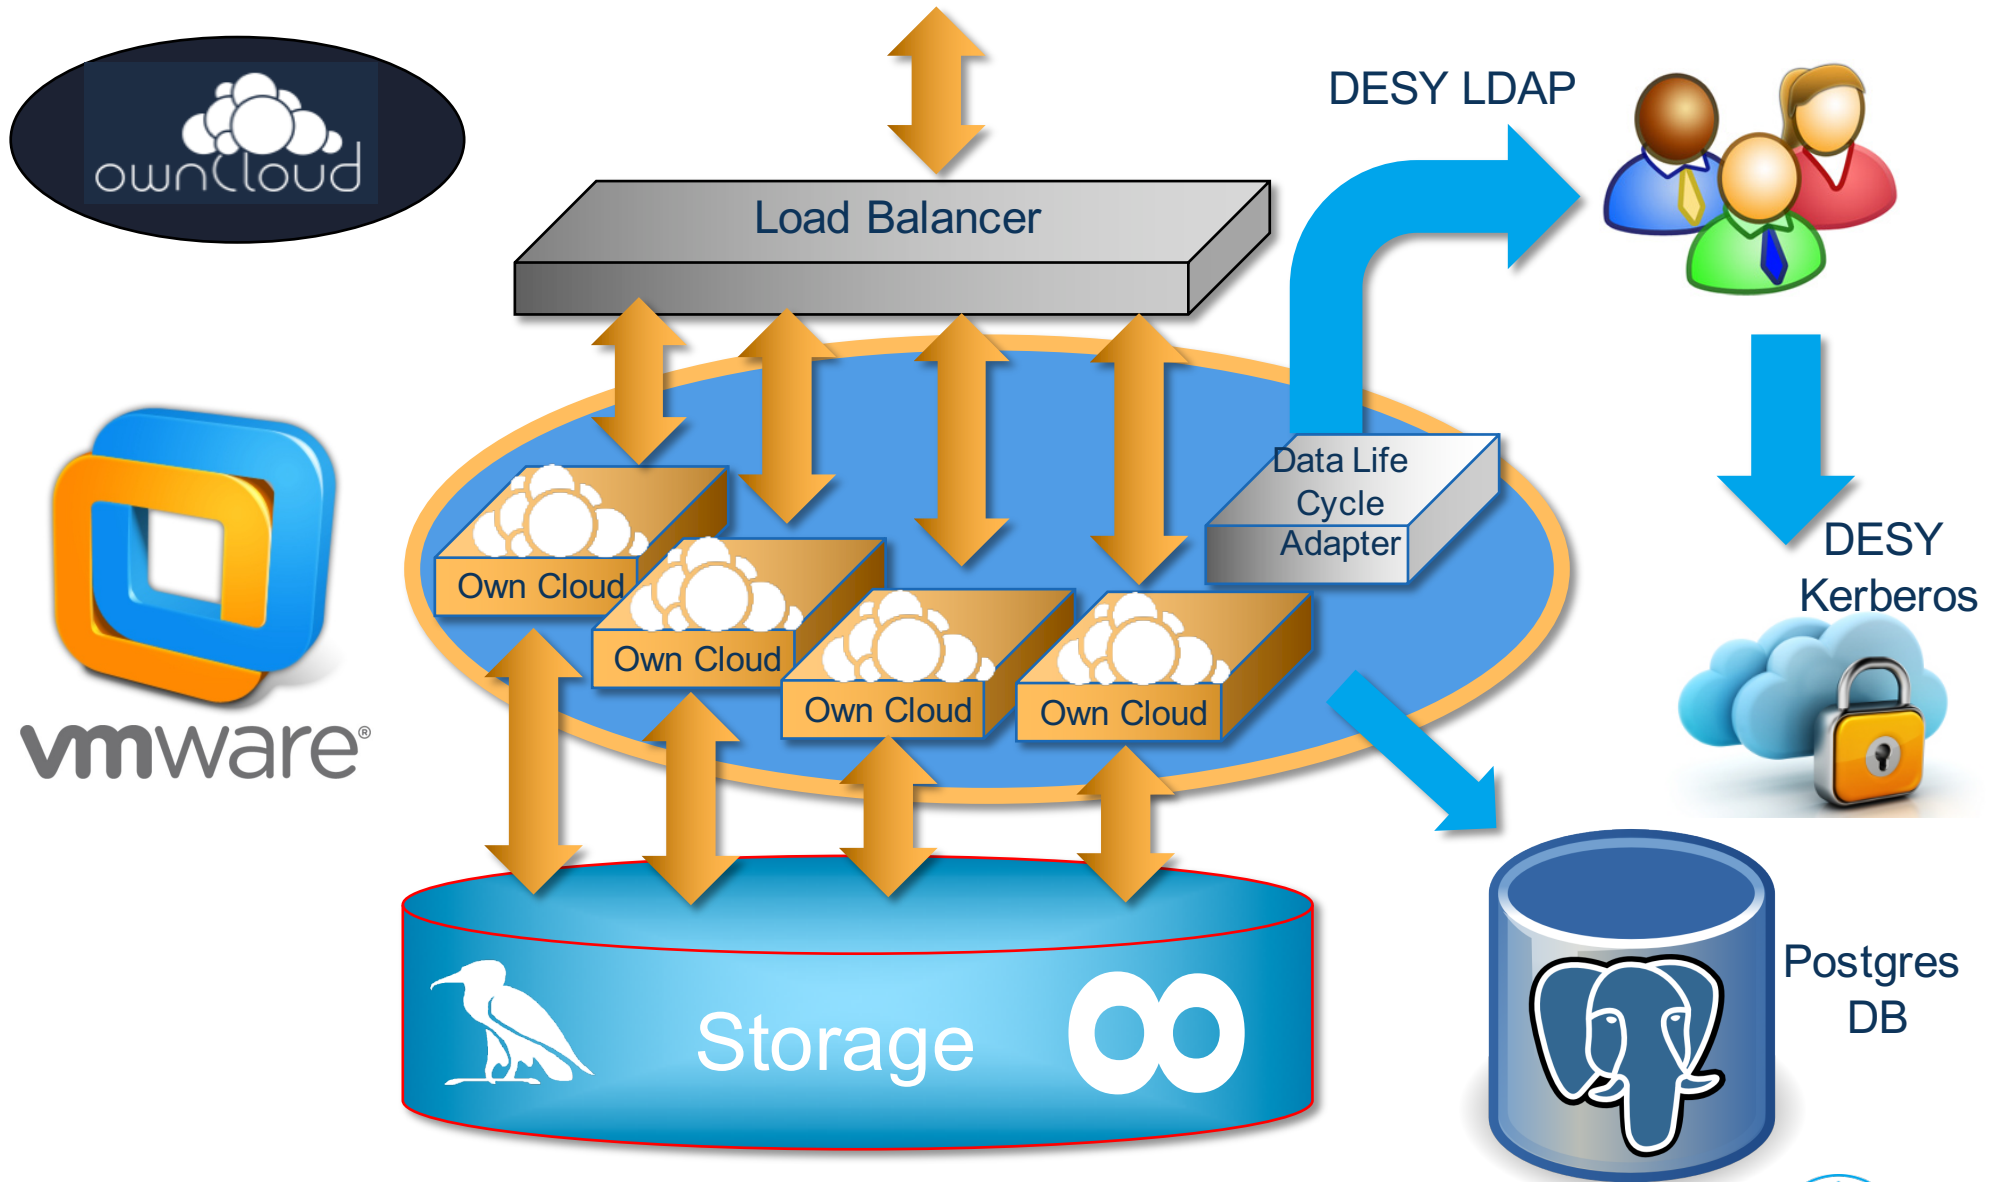 ownCloud
DESY LDAP
Load Balancer
Data Life
Cycle
Adapter
DESY
Kerberos
Own Cloud
Own Cloud
Own Cloud
Own Cloud
vmware®
Postgres
DB
Storage